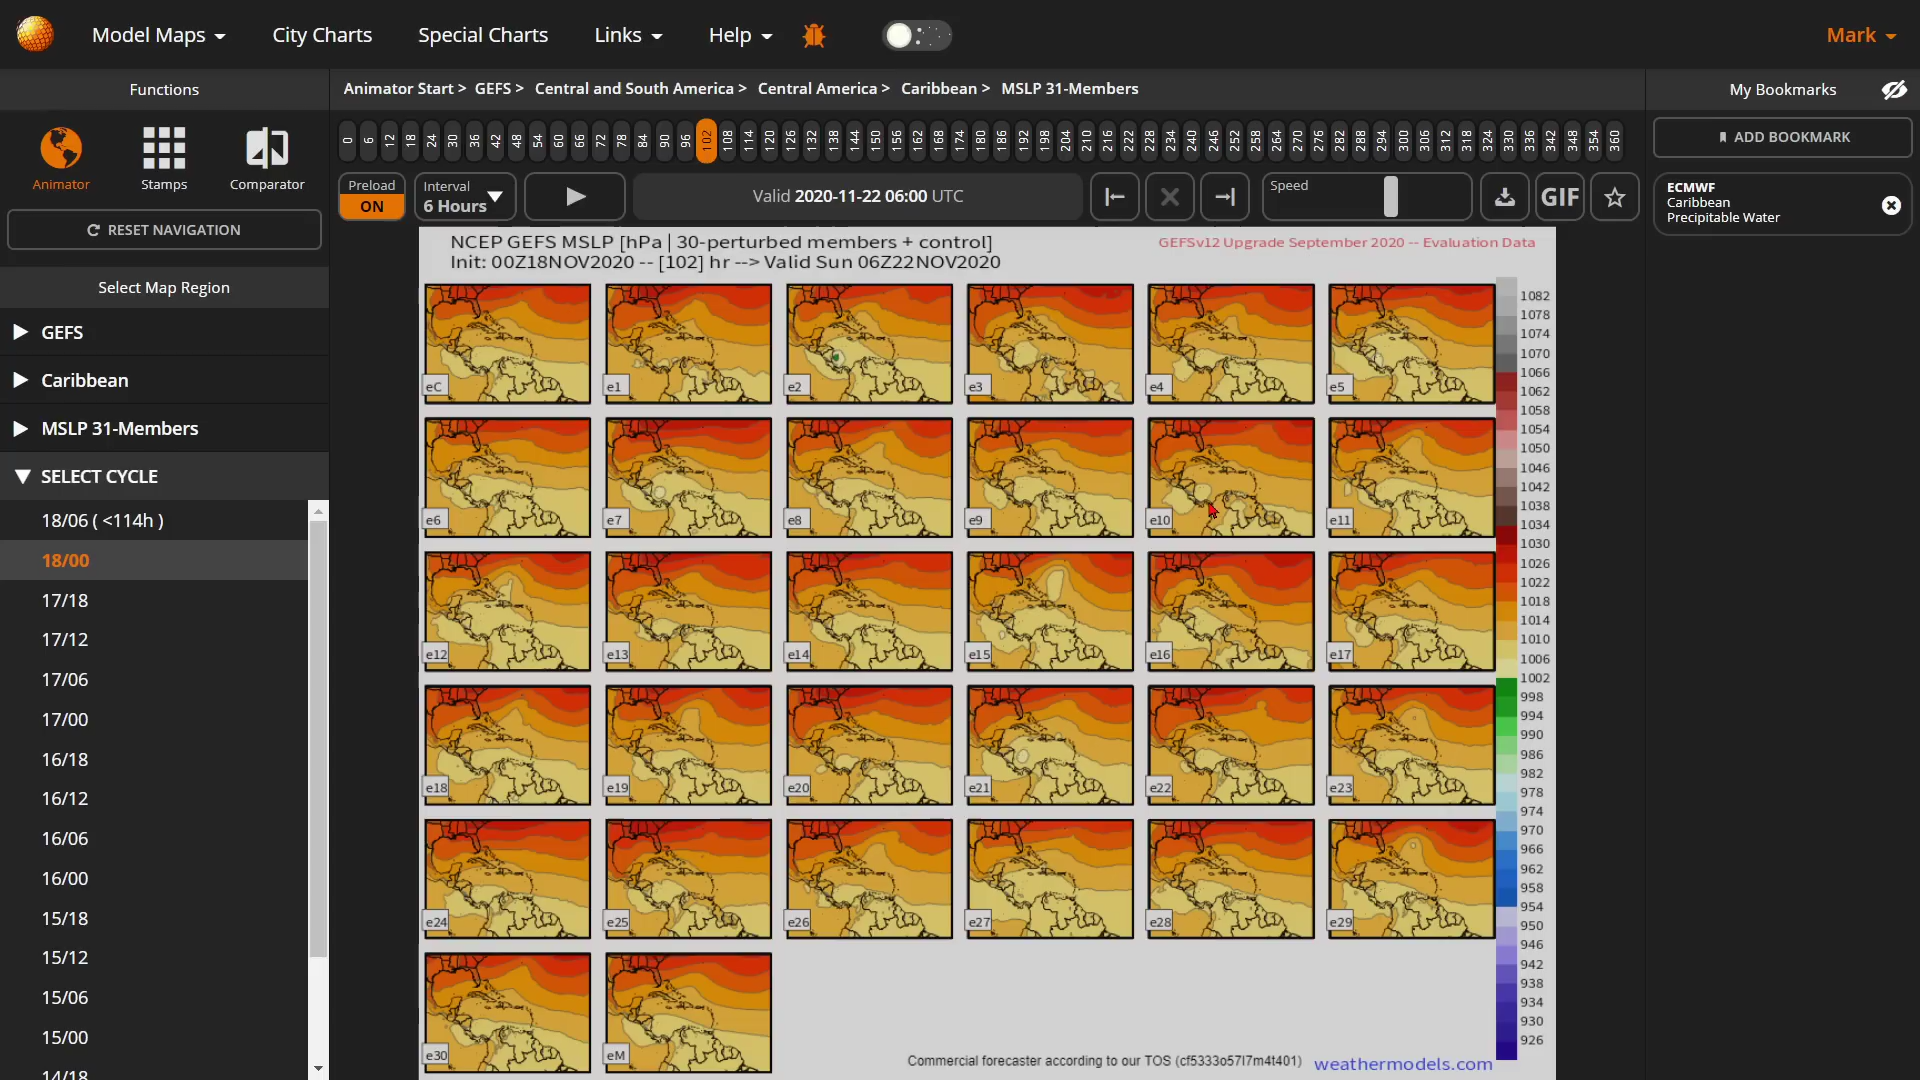 Model Maps
City Charts
Special Charts
Links
Help
Mark
Functions
Animator Start > GEFS > Central and South America > Central America > Caribbean > MSLP 31-Members
My Bookmarks
Animator
Stamps
Comparator
RESET NAVIGATION
0 6 12 18 24 30 36 42 48 54 60 66 72 78 84 90 96 102 108 114 120 126 132 138 144 150 156 162 168 174 180 186 192 198 204 210 216 222 228 234 240 246 252 258 264 270 276 282 288 294 300 306 312 318 324 330 336 342 348 354 360
ADD BOOKMARK
Preload
ON
Interval
6 Hours
Valid 2020-11-22 06:00 UTC
Speed
GIF
ECMWF
Caribbean
Precipitable Water
Select Map Region
GEFS
Caribbean
MSLP 31-Members
SELECT CYCLE
18/06 ( <114h )
18/00
17/18
17/12
17/06
17/00
16/18
16/12
16/06
16/00
15/18
15/12
15/06
15/00
14/18
NCEP GEFS MSLP [hPa | 30-perturbed members + control]
Init: 00Z18NOV2020 -- [102] hr --> Valid Sun 06Z22NOV2020
GEFSv12 Upgrade September 2020 -- Evaluation Data
eC e1 e2 e3 e4 e5
e6 e7 e8 e9 e10 e11
e12 e13 e14 e15 e16 e17
e18 e19 e20 e21 e22 e23
e24 e25 e26 e27 e28 e29
e30 eM
1082
1078
1074
1070
1066
1062
1058
1054
1050
1046
1042
1038
1034
1030
1026
1022
1018
1014
1010
1006
1002
998
994
990
986
982
978
974
970
966
962
958
954
950
946
942
938
934
930
926
Commercial forecaster according to our TOS (cf5333o57l7m4t401)
weathermodels.com